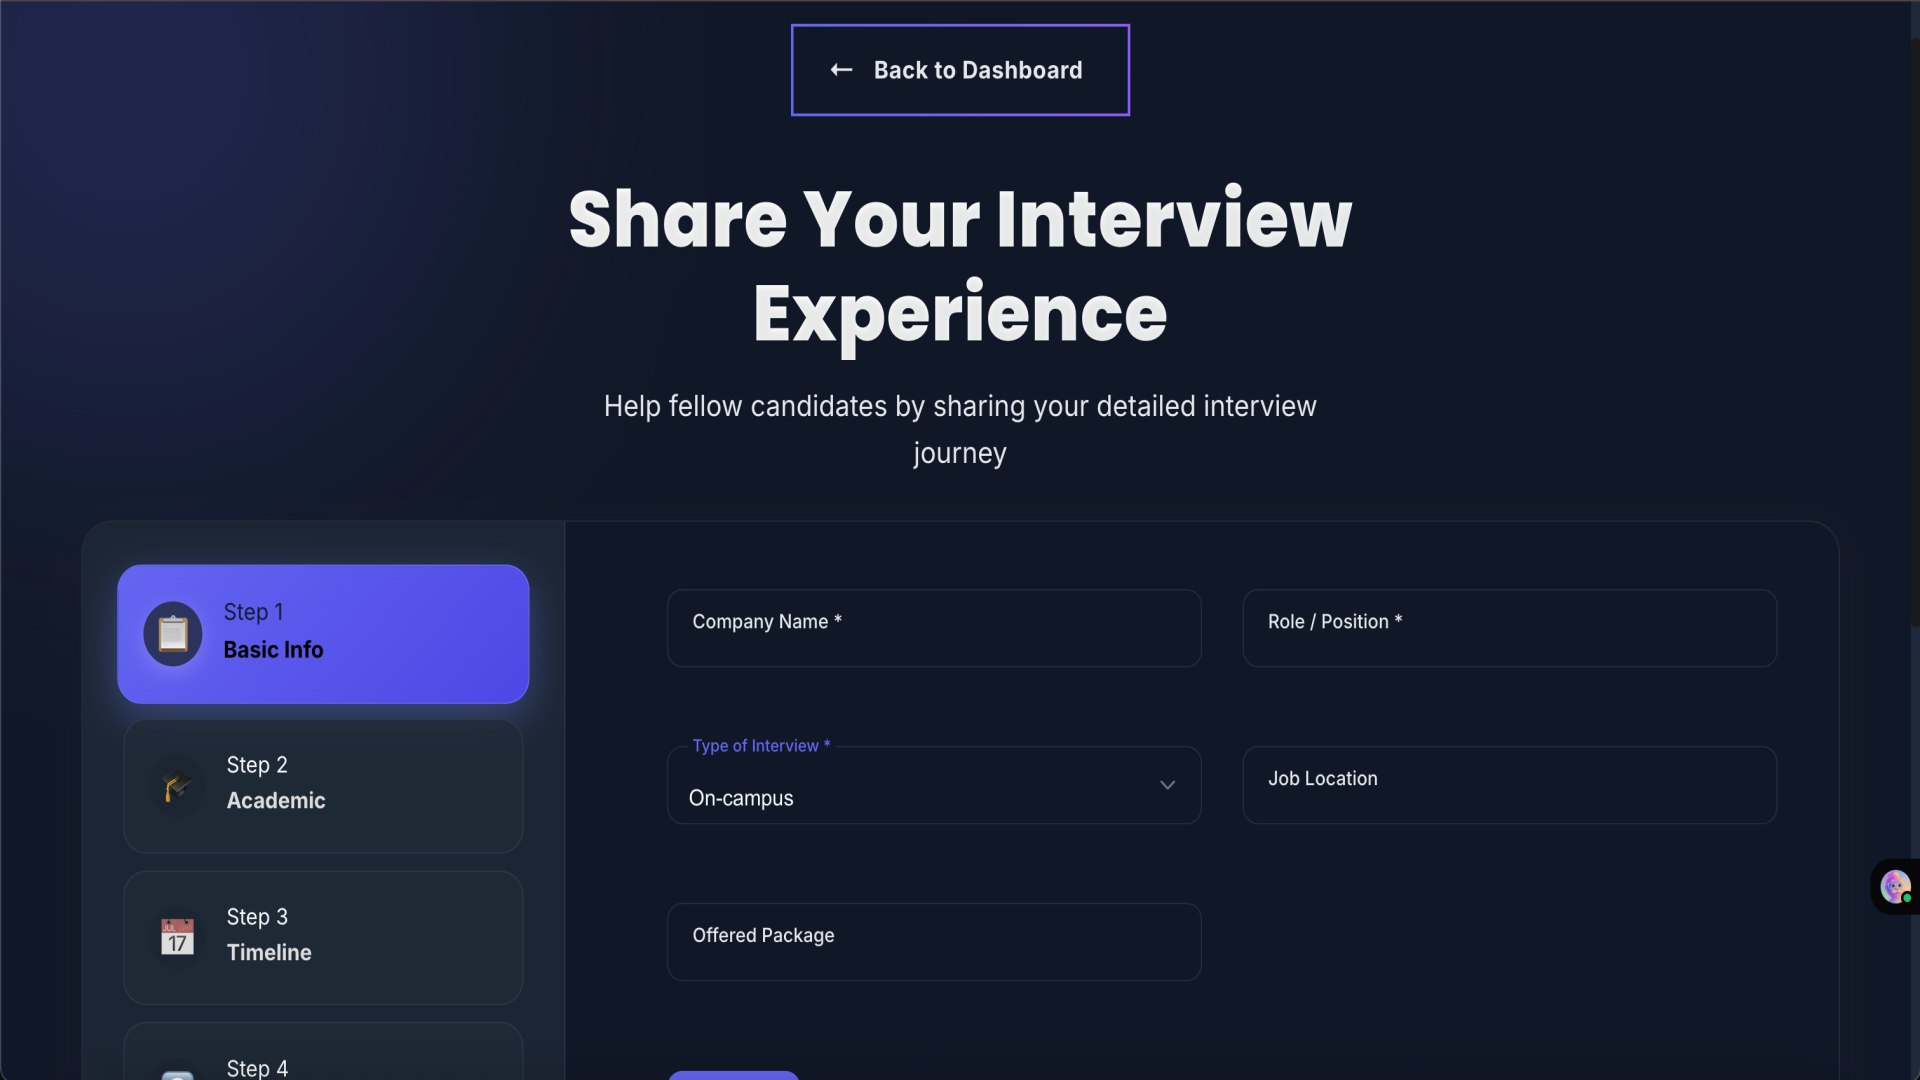 ← Back to Dashboard
Share Your Interview
Experience
Help fellow candidates by sharing your detailed interview
journey
Step 1
Basic Info
Step 2
Academic
JUL
17
Step 3
Timeline
Step 4
Company Name *
Role / Position *
Type of Interview *
On-campus
Job Location
Offered Package